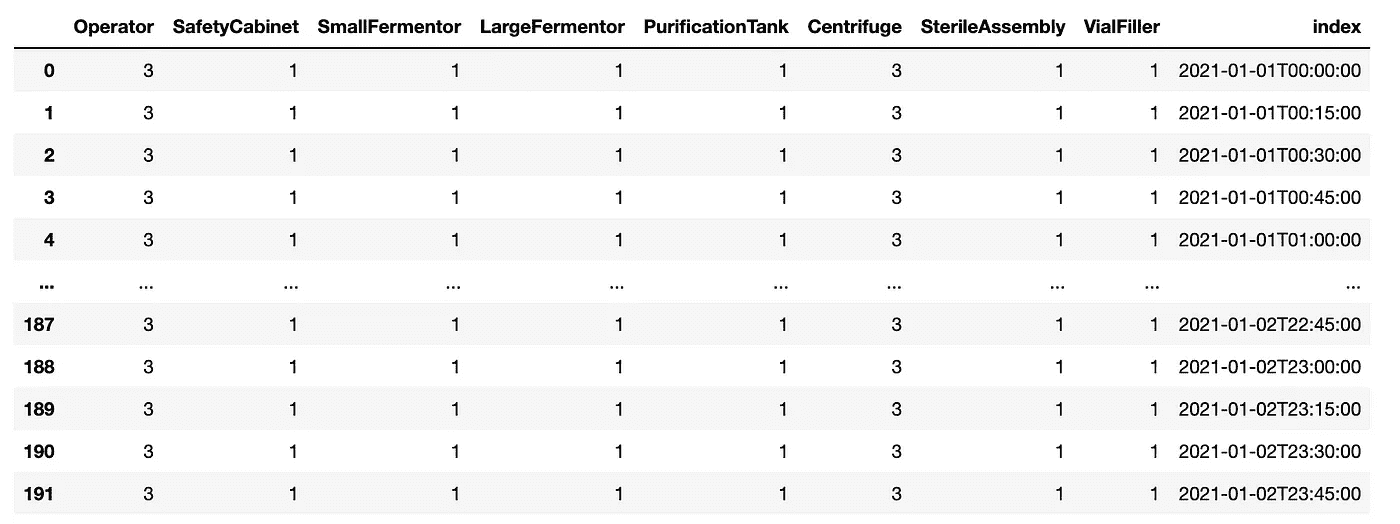 Operator SafetyCabinet SmallFermentor LargeFermentor PurificationTank Centrifuge SterileAssembly VialFiller index
0 3 1 1 1 1 3 1 1 2021-01-01T00:00:00
1 3 1 1 1 1 3 1 1 2021-01-01T00:15:00
2 3 1 1 1 1 3 1 1 2021-01-01T00:30:00
3 3 1 1 1 1 3 1 1 2021-01-01T00:45:00
4 3 1 1 1 1 3 1 1 2021-01-01T01:00:00
... ... ... ... ... ... ... ... ... ...
187 3 1 1 1 1 3 1 1 2021-01-02T22:45:00
188 3 1 1 1 1 3 1 1 2021-01-02T23:00:00
189 3 1 1 1 1 3 1 1 2021-01-02T23:15:00
190 3 1 1 1 1 3 1 1 2021-01-02T23:30:00
191 3 1 1 1 1 3 1 1 2021-01-02T23:45:00